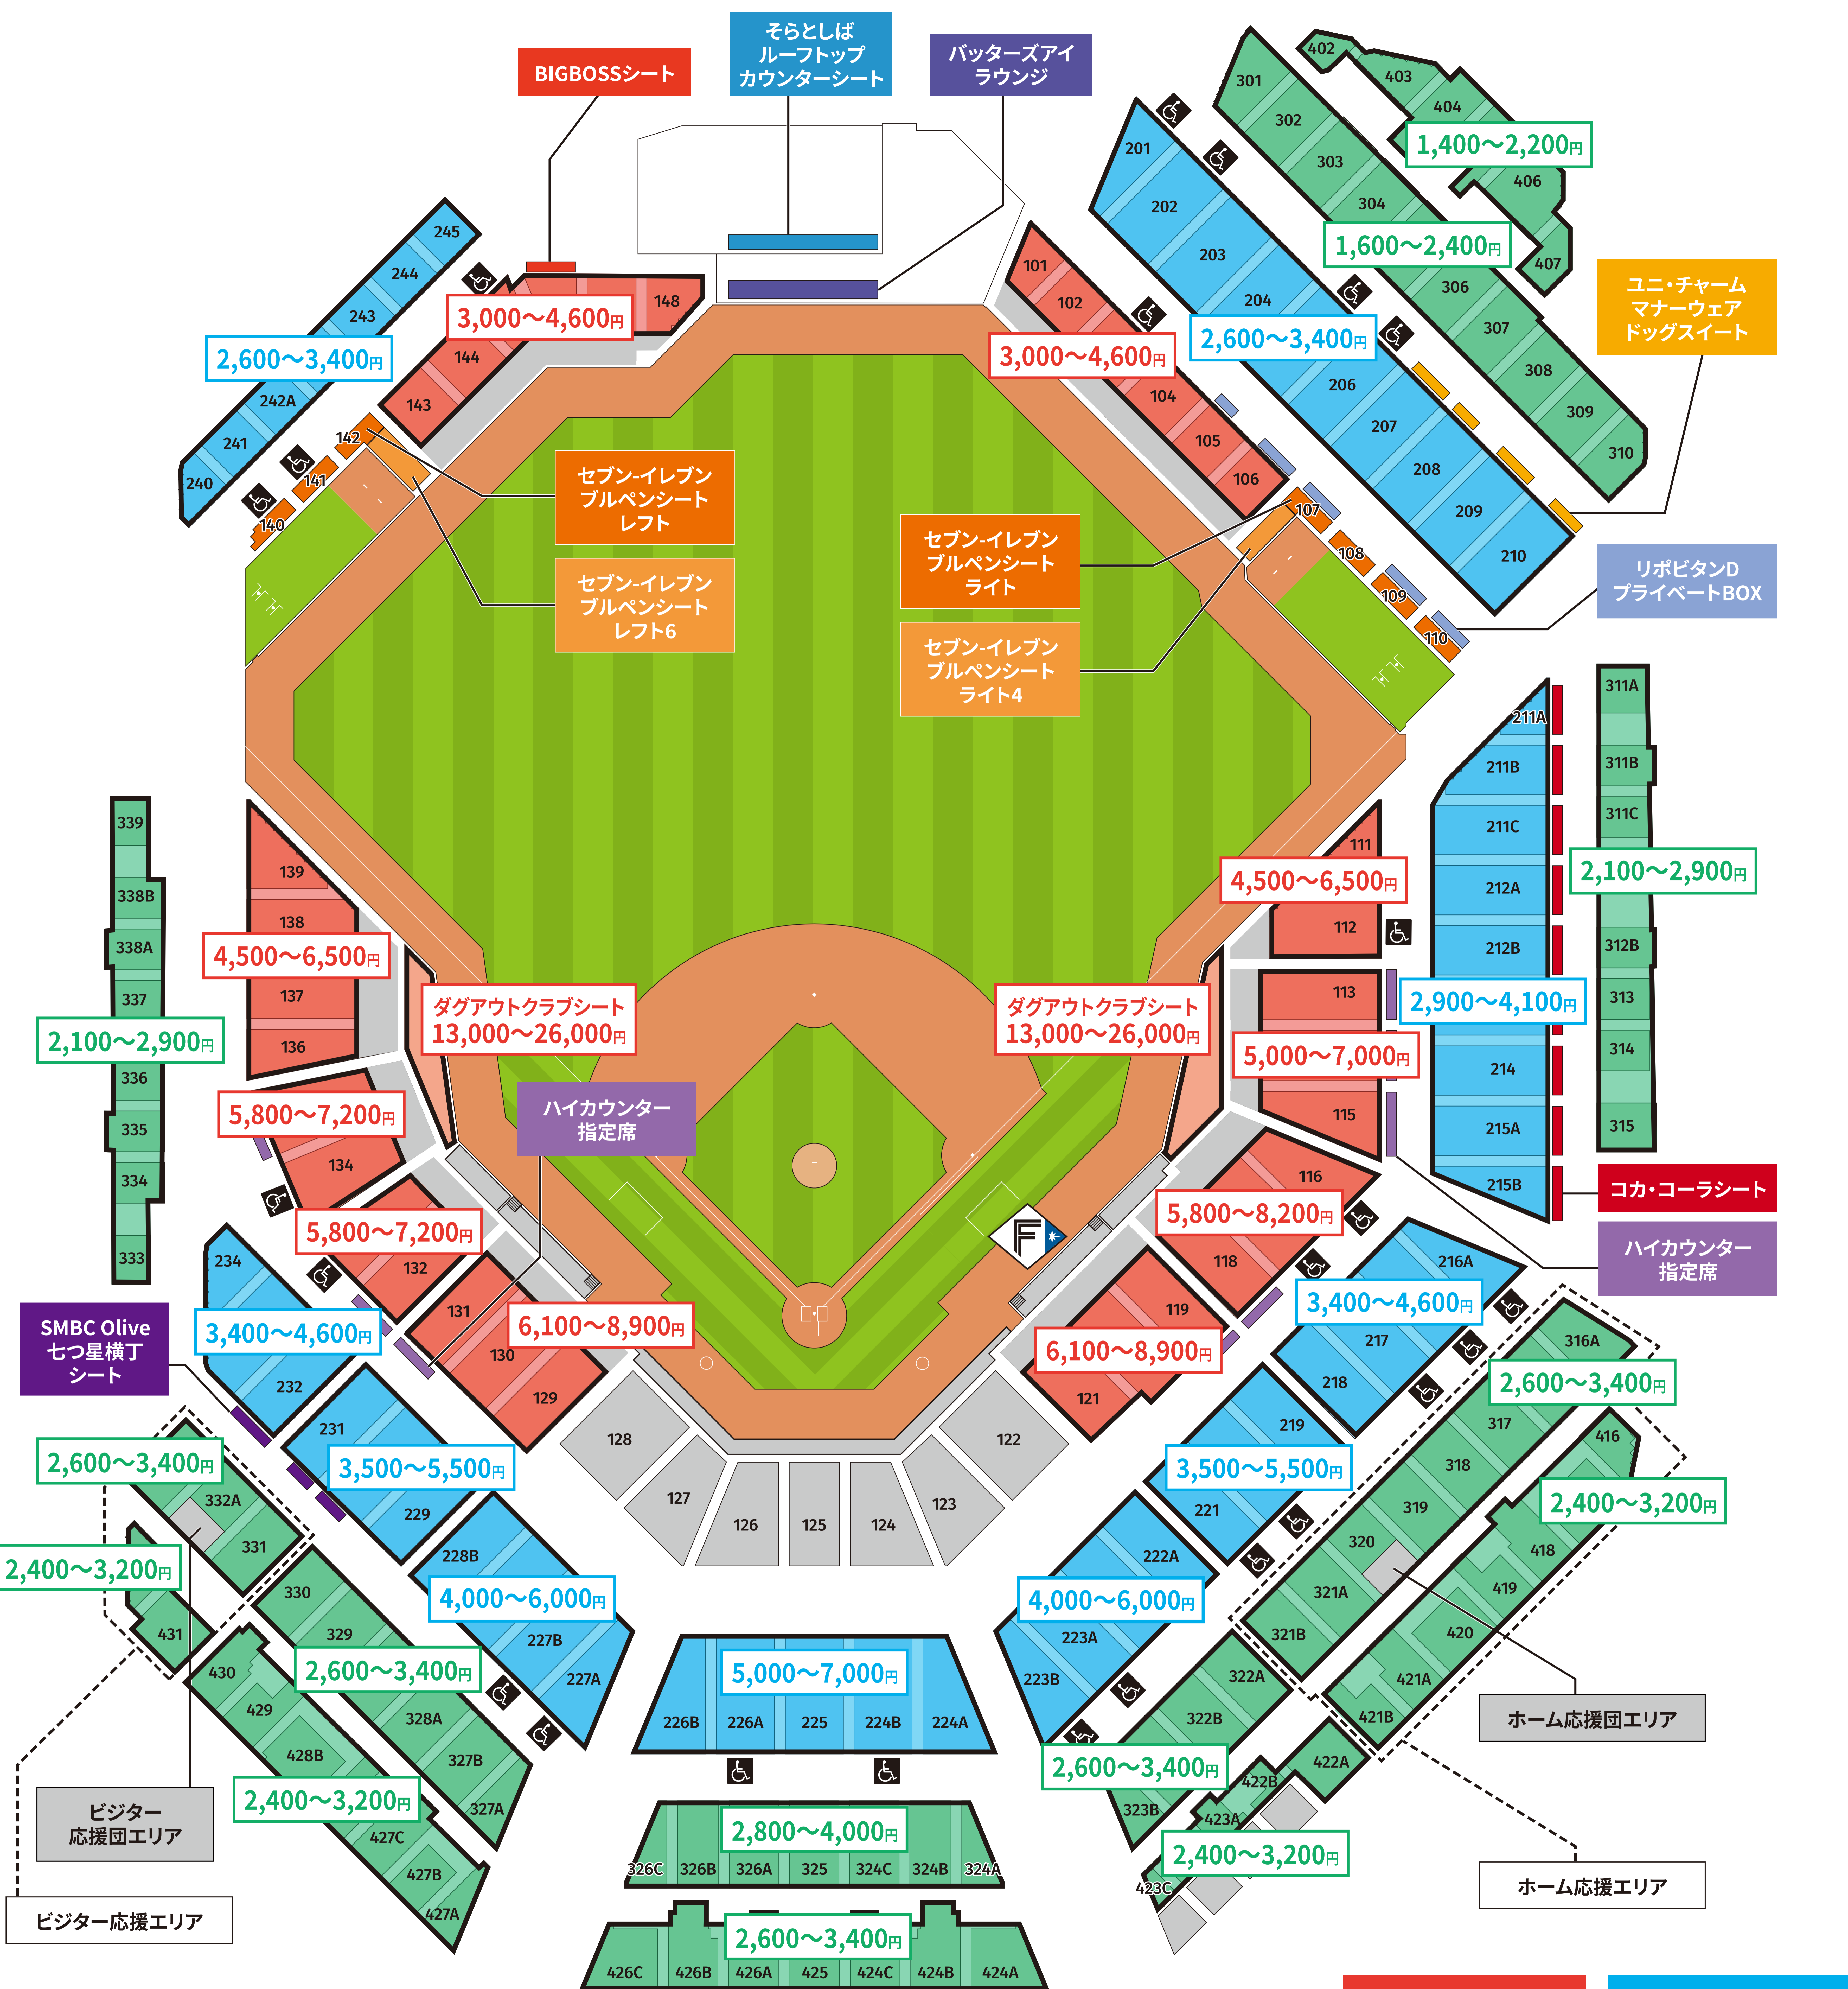 BIGBOSSシート
そらとしば
ルーフトップ
カウンターシート
バッターズアイ
ラウンジ
402
403
404
1,400〜2,200円
406
407
301
302
303
304
1,600〜2,400円
306
307
308
309
310
201
202
203
204
2,600〜3,400円
206
207
208
209
210
ユニ・チャーム
マナーウェア
ドッグスイート
245
244
243
2,600〜3,400円
242A
241
240
148
3,000〜4,600円
144
143
142
141
140
101
102
3,000〜4,600円
104
105
106
107
108
109
110
セブン-イレブン
ブルペンシート
レフト
セブン-イレブン
ブルペンシート
レフト6
セブン-イレブン
ブルペンシート
ライト
セブン-イレブン
ブルペンシート
ライト4
リポビタンD
プライベートBOX
211A
211B
211C
212A
212B
2,900〜4,100円
214
215A
215B
311A
311B
311C
2,100〜2,900円
312B
313
314
315
339
338B
338A
337
2,100〜2,900円
336
335
334
333
139
138
4,500〜6,500円
137
136
5,800〜7,200円
134
ダグアウトクラブシート
13,000〜26,000円
ダグアウトクラブシート
13,000〜26,000円
111
4,500〜6,500円
112
113
5,000〜7,000円
115
ハイカウンター
指定席
コカ・コーラシート
ハイカウンター
指定席
5,800〜7,200円
132
131
6,100〜8,900円
130
129
116
5,800〜8,200円
118
119
6,100〜8,900円
121
F
128
127
126
125
124
123
122
SMBC Olive
七つ星横丁
シート
234
3,400〜4,600円
232
231
3,500〜5,500円
229
228B
4,000〜6,000円
227B
227A
216A
3,400〜4,600円
217
218
219
3,500〜5,500円
221
222A
4,000〜6,000円
223A
223B
226B
226A
5,000〜7,000円
225
224B
224A
2,600〜3,400円
332A
331
2,400〜3,200円
431
330
329
2,600〜3,400円
328A
327B
327A
430
429
428B
2,400〜3,200円
427C
427B
427A
316A
2,600〜3,400円
317
318
319
320
321A
321B
416
2,400〜3,200円
418
419
420
421A
421B
322A
322B
2,600〜3,400円
323B
422A
422B
423A
2,400〜3,200円
423C
2,800〜4,000円
326C
326B
326A
325
324C
324B
324A
2,600〜3,400円
426C
426B
426A
425
424C
424B
424A
ビジター
応援団エリア
ビジター応援エリア
ホーム応援団エリア
ホーム応援エリア